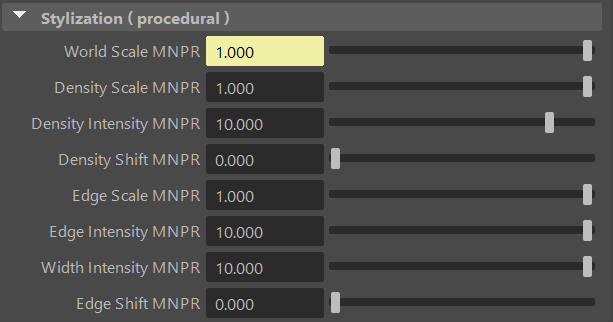 Stylization ( procedural )
World Scale MNPR 1.000
Density Scale MNPR 1.000
Density Intensity MNPR 10.000
Density Shift MNPR 0.000
Edge Scale MNPR 1.000
Edge Intensity MNPR 10.000
Width Intensity MNPR 10.000
Edge Shift MNPR 0.000